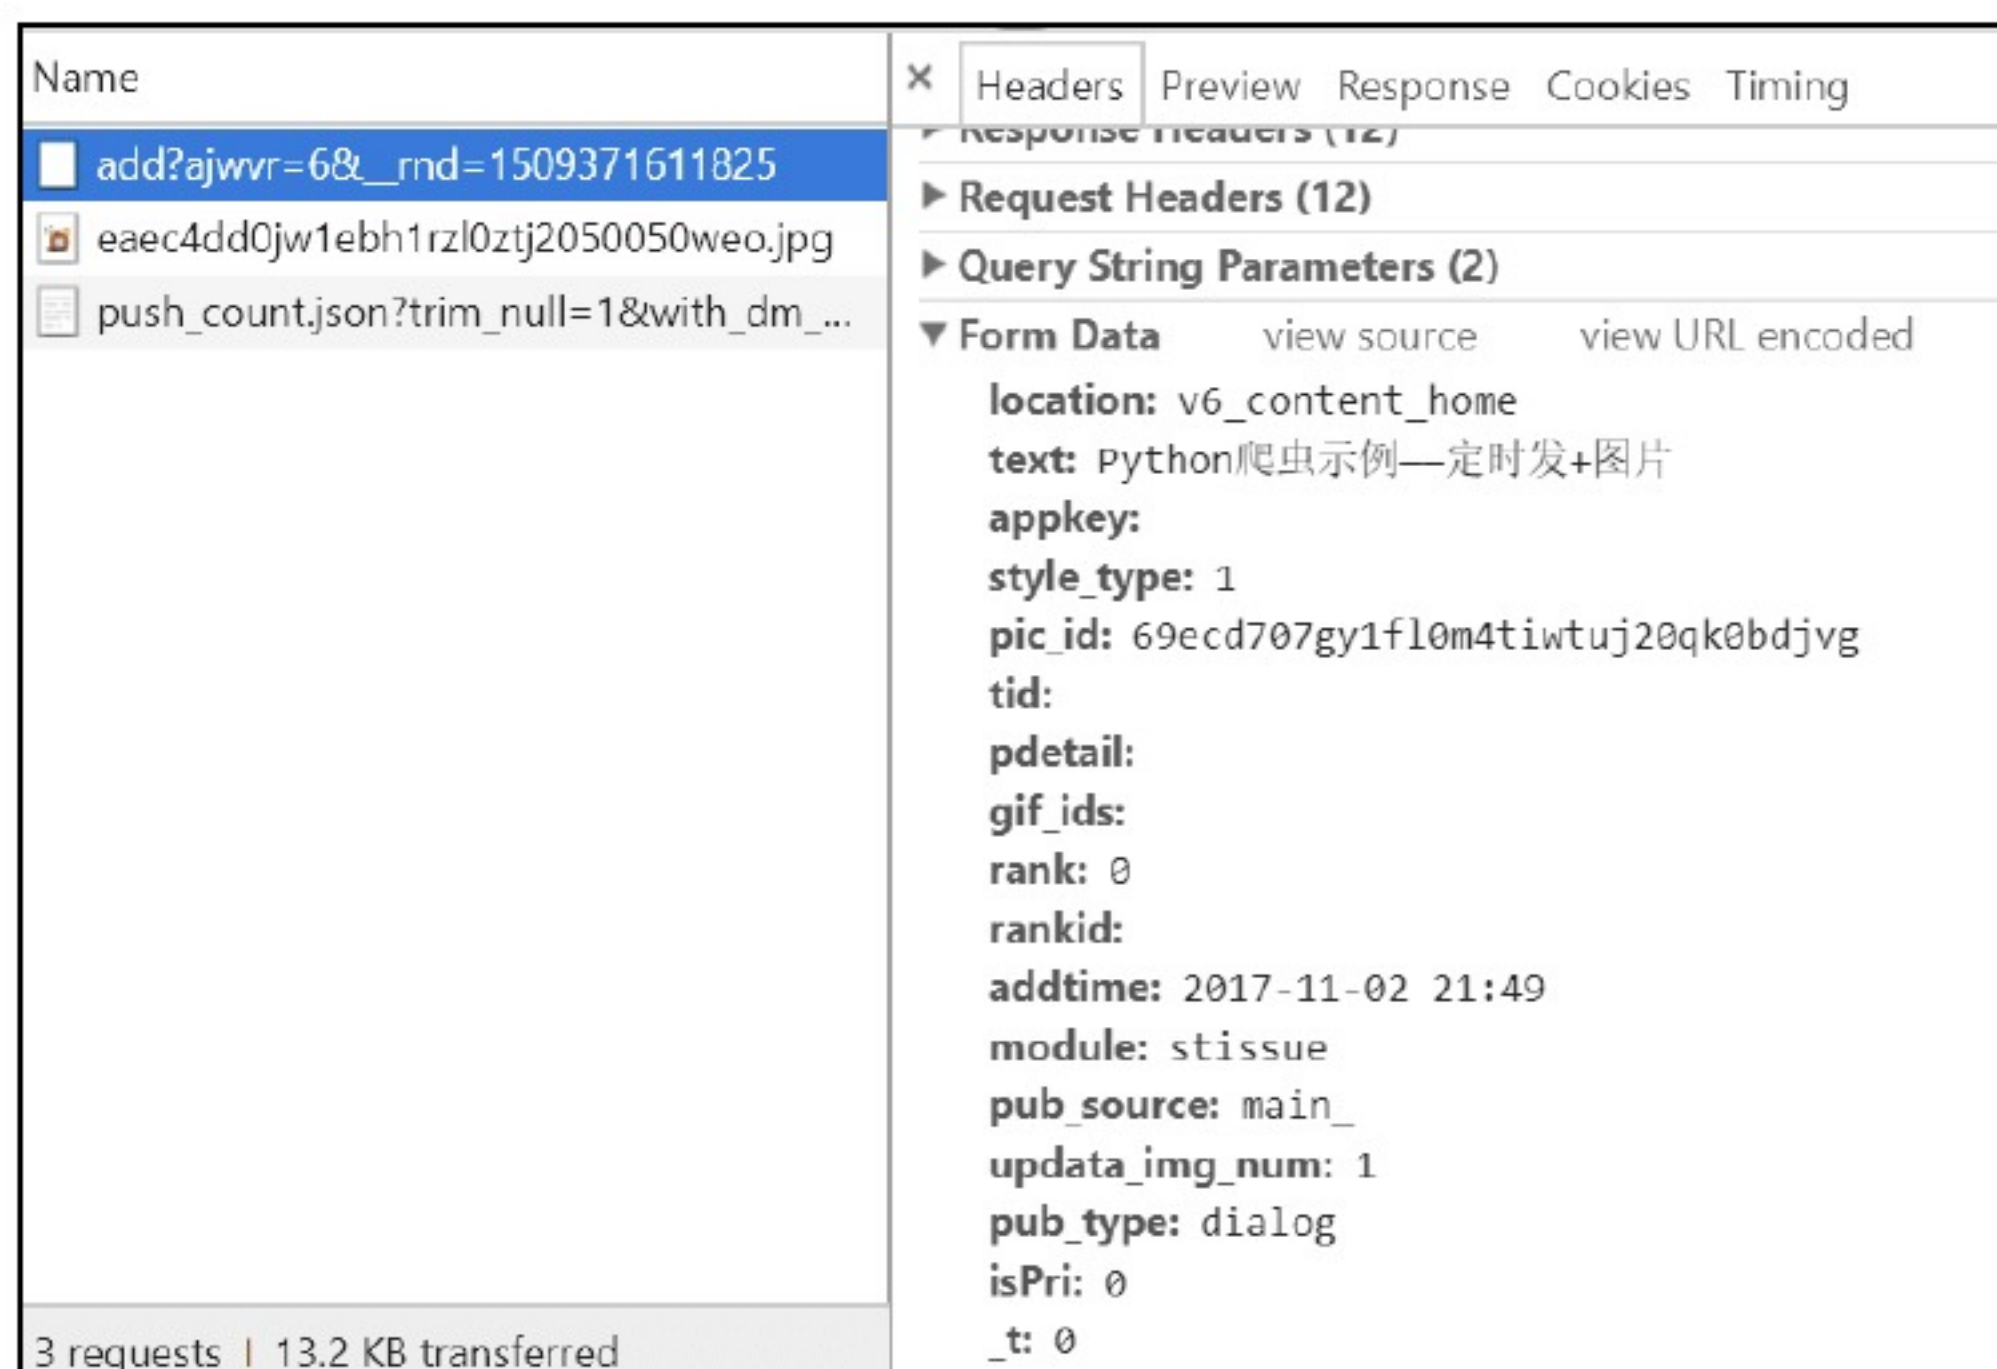 Name
add?ajwvr=6&__rnd=1509371611825
eaec4dd0jw1ebh1rzl0ztj2050050weo.jpg
push_count.json?trim_null=1&with_dm_...
3 requests | 13.2 KB transferred
× Headers Preview Response Cookies Timing
Response Headers (12)
Request Headers (12)
Query String Parameters (2)
Form Data view source view URL encoded
location: v6_content_home
text: Python爬虫示例——定时发+图片
appkey:
style_type: 1
pic_id: 69ecd707gy1fl0m4tiwtuj20qk0bdjvg
tid:
pdetail:
gif_ids:
rank: 0
rankid:
addtime: 2017-11-02 21:49
module: stissue
pub_source: main_
updata_img_num: 1
pub_type: dialog
isPri: 0
_t: 0